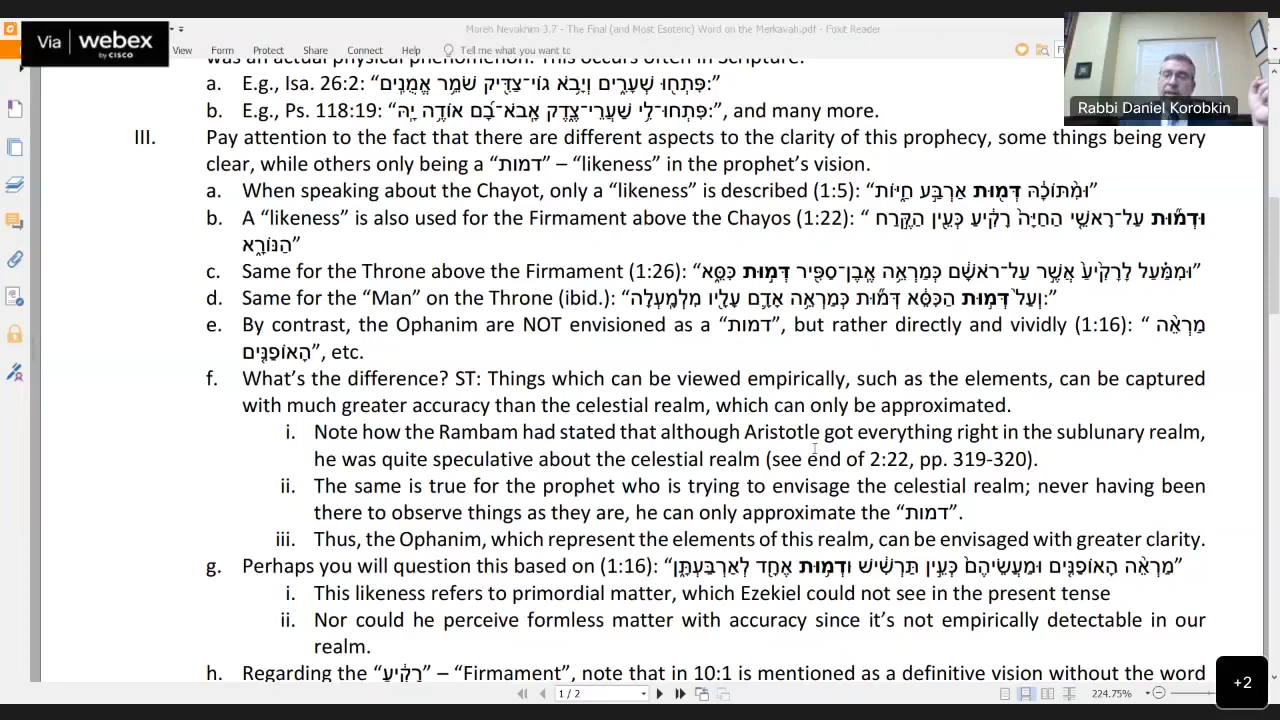 Via webex
by CISCO
Moreh Nevukhim 3.7 - The Final (and Most Esoteric) Word on the Merkavah.pdf - Foxit Reader
View Form Protect Share Connect Help Tell me what you want to
Rabbi Daniel Korobkin
was an actual physical phenomenon. This occurs often in Scripture.
a. E.g., Isa. 26:2: “פִּתְח֖וּ שְׁעָרִ֑ים וְיָבֹ֥א גוֹי־צַדִּ֖יק שֹׁמֵ֥ר אֱמֻנִֽים:”
b. E.g., Ps. 118:19: “פִּתְחוּ־לִ֥י שַׁעֲרֵי־צֶ֑דֶק אָֽבֹא־בָ֝֗ם אוֹדֶ֥ה יָֽהּ:”, and many more.
III. Pay attention to the fact that there are different aspects to the clarity of this prophecy, some things being very
clear, while others only being a “דמות” – “likeness” in the prophet’s vision.
a. When speaking about the Chayot, only a “likeness” is described (1:5): “וּמִ֨תּוֹכָ֔הּ דְּמ֖וּת אַרְבַּ֣ע חַיּ֑וֹת”
b. A “likeness” is also used for the Firmament above the Chayos (1:22): “וּדְמ֞וּת עַל־רָאשֵׁ֤י הַחַיָּה֙ רָקִ֔יעַ כְּעֵ֖ין הַקֶּ֣רַח
הַנּוֹרָ֑א”
c. Same for the Throne above the Firmament (1:26): “וּמִמַּ֗עַל לָרָקִ֙יעַ֙ אֲשֶׁ֣ר עַל־רֹאשָׁ֔ם כְּמַרְאֵ֥ה אֶֽבֶן־סַפִּ֖יר דְּמ֣וּת כִּסֵּ֑א”
d. Same for the “Man” on the Throne (ibid.): “וְעַל֙ דְּמ֣וּת הַכִּסֵּ֔א דְּמ֞וּת כְּמַרְאֵ֥ה אָדָ֛ם עָלָ֖יו מִלְמָֽעְלָה:”
e. By contrast, the Ophanim are NOT envisioned as a “דמות”, but rather directly and vividly (1:16): “מַרְאֵ֨ה
הָאוֹפַנִּ֤ים”, etc.
f. What’s the difference? ST: Things which can be viewed empirically, such as the elements, can be captured
with much greater accuracy than the celestial realm, which can only be approximated.
i. Note how the Rambam had stated that although Aristotle got everything right in the sublunary realm,
he was quite speculative about the celestial realm (see end of 2:22, pp. 319-320).
ii. The same is true for the prophet who is trying to envisage the celestial realm; never having been
there to observe things as they are, he can only approximate the “דמות”.
iii. Thus, the Ophanim, which represent the elements of this realm, can be envisaged with greater clarity.
g. Perhaps you will question this based on (1:16): “מַרְאֵ֨ה הָאוֹפַנִּ֤ים וּמַעֲשֵׂיהֶם֙ כְּעֵ֣ין תַּרְשִׁ֔ישׁ וּדְמ֥וּת אֶחָ֖ד לְאַרְבַּעְתָּ֑ן”
i. This likeness refers to primordial matter, which Ezekiel could not see in the present tense
ii. Nor could he perceive formless matter with accuracy since it’s not empirically detectable in our
realm.
h. Regarding the “רָקִ֔יעַ” – “Firmament”, note that in 10:1 is mentioned as a definitive vision without the word
1 / 2
224.75%
+2